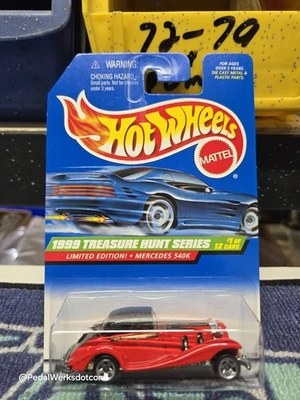 72-79
WARNING:
CHOKING HAZARD-
Small parts. Not for children
under 3 years.
FOR AGES
OVER 3 YEARS.
DIE CAST METAL &
PLASTIC PARTS.
HOT WHEELS
MATTEL
1999 TREASURE HUNT SERIES
#1 OF
12 CARS
LIMITED EDITION! • MERCEDES 540K
@PedalWerksdotcom